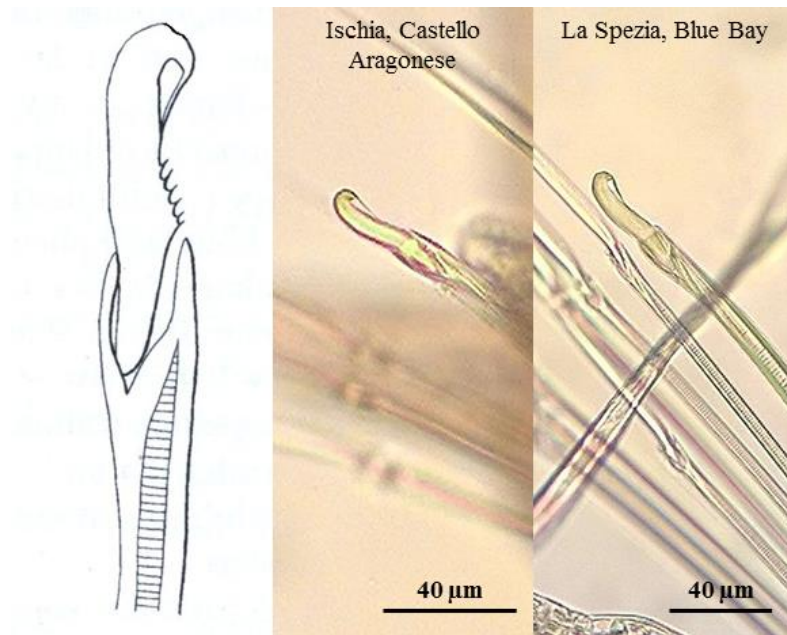 Ischia, Castello
Aragonese
La Spezia, Blue Bay
40 µm
40 µm